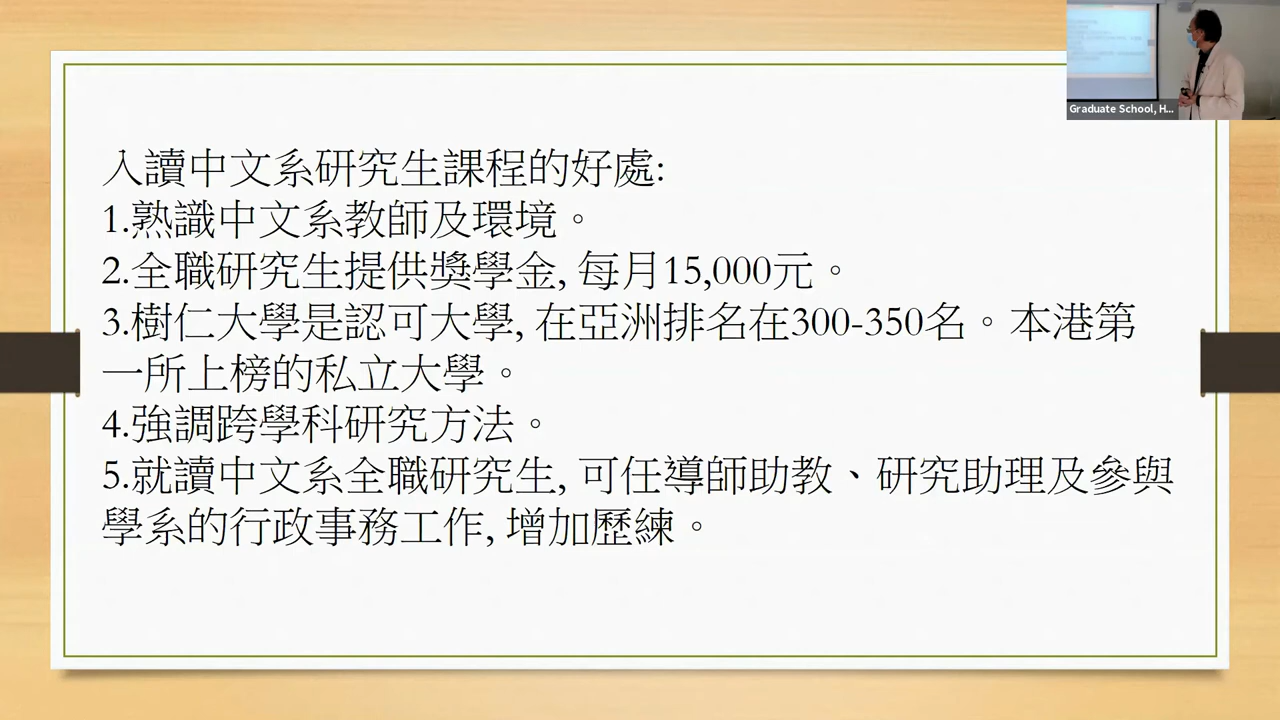 入讀中文系研究生課程的好處:
1.熟識中文系教師及環境。
2.全職研究生提供獎學金, 每月15,000元。
3.樹仁大學是認可大學, 在亞洲排名在300-350名。本港第
一所上榜的私立大學。
4.強調跨學科研究方法。
5.就讀中文系全職研究生, 可任導師助教、研究助理及參與
學系的行政事務工作, 增加歷練。
Graduate School, H...